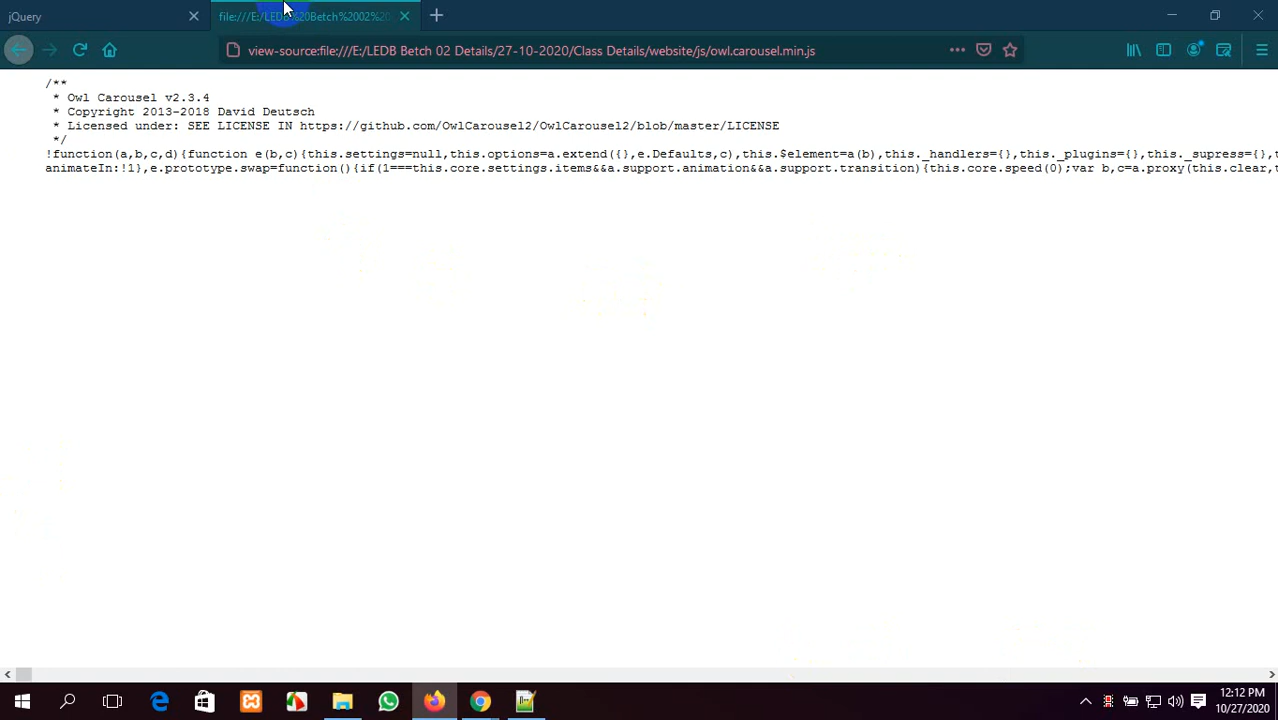 jQuery
file:///E:/LEDB%20Betch%2002%20
view-source:file:///E:/LEDB Betch 02 Details/27-10-2020/Class Details/website/js/owl.carousel.min.js
/**
* Owl Carousel v2.3.4
* Copyright 2013-2018 David Deutsch
* Licensed under: SEE LICENSE IN https://github.com/OwlCarousel2/OwlCarousel2/blob/master/LICENSE
*/
!function(a,b,c,d){function e(b,c){this.settings=null,this.options=a.extend({},e.Defaults,c),this.$element=a(b),this._handlers={},this._plugins={},this._supress={},t
animateIn:!1},e.prototype.swap=function(){if(1===this.core.settings.items&&a.support.animation&&a.support.transition){this.core.speed(0);var b,c=a.proxy(this.clear,t
12:12 PM
10/27/2020